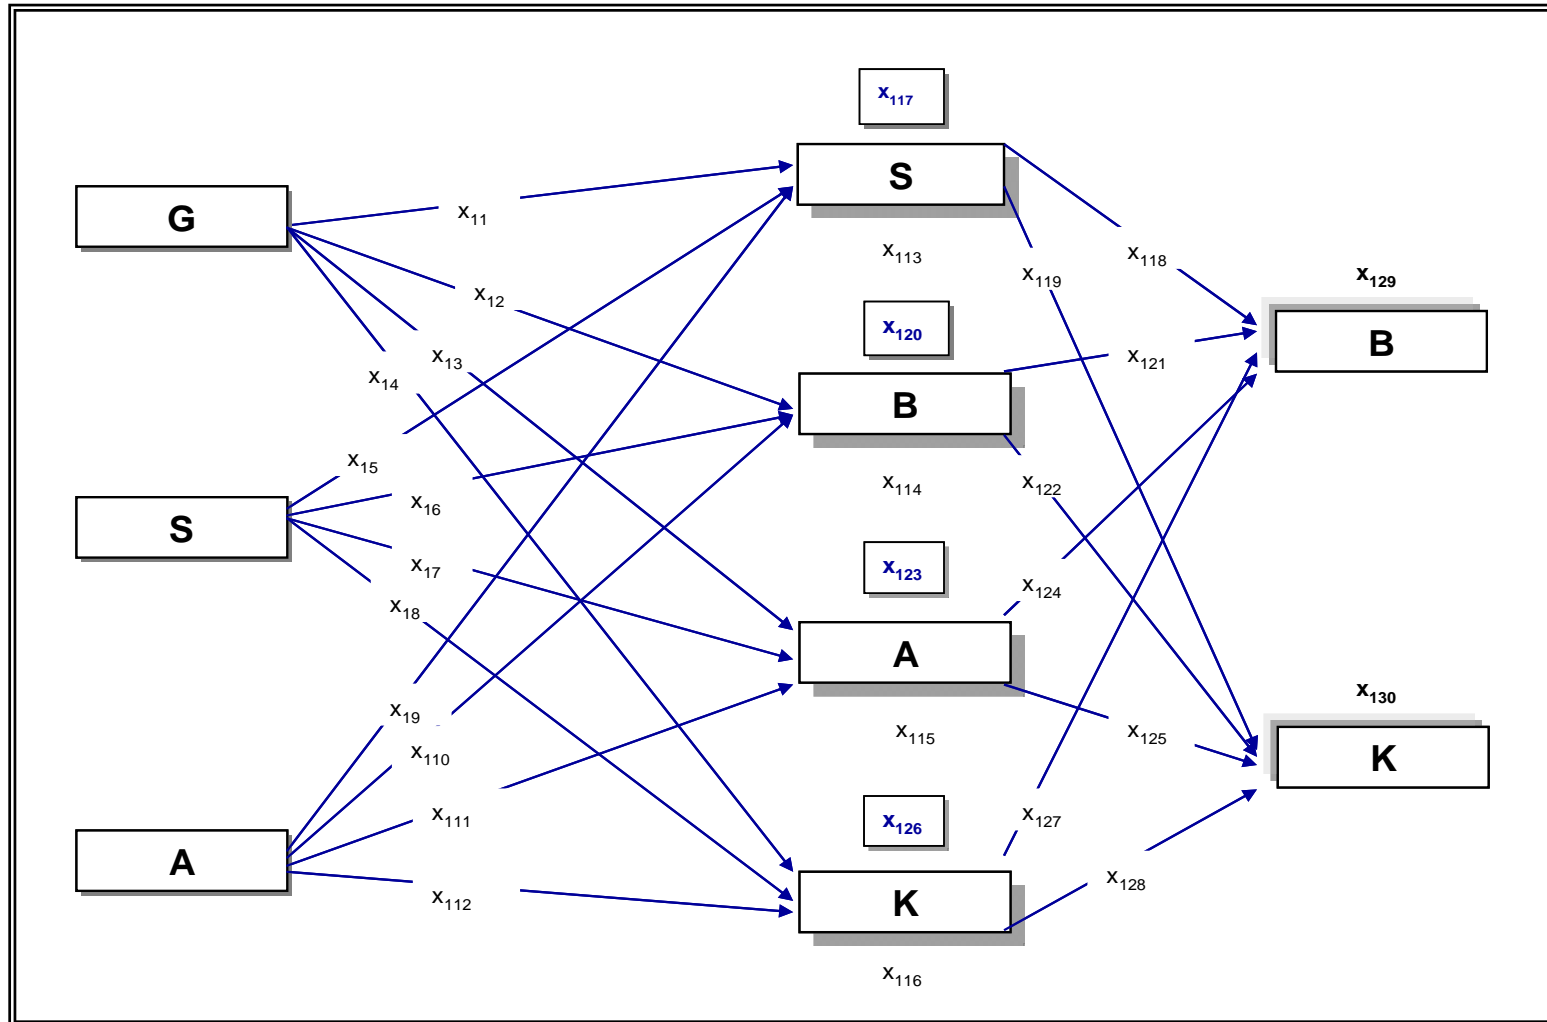 x₁₁₇
S
G
x₁₁
x₁₁₃
x₁₁₈
x₁₁₉
x₁₂₉
x₁₂
x₁₂₀
B
x₁₃
x₁₂₁
x₁₄
B
x₁₅
x₁₆
x₁₁₄
x₁₂₂
S
x₁₇
x₁₂₃
x₁₈
x₁₂₄
A
x₁₃₀
x₁₉
x₁₁₀
x₁₁₅
x₁₂₅
K
x₁₁₁
x₁₂₆
x₁₂₇
A
x₁₁₂
K
x₁₂₈
x₁₁₆